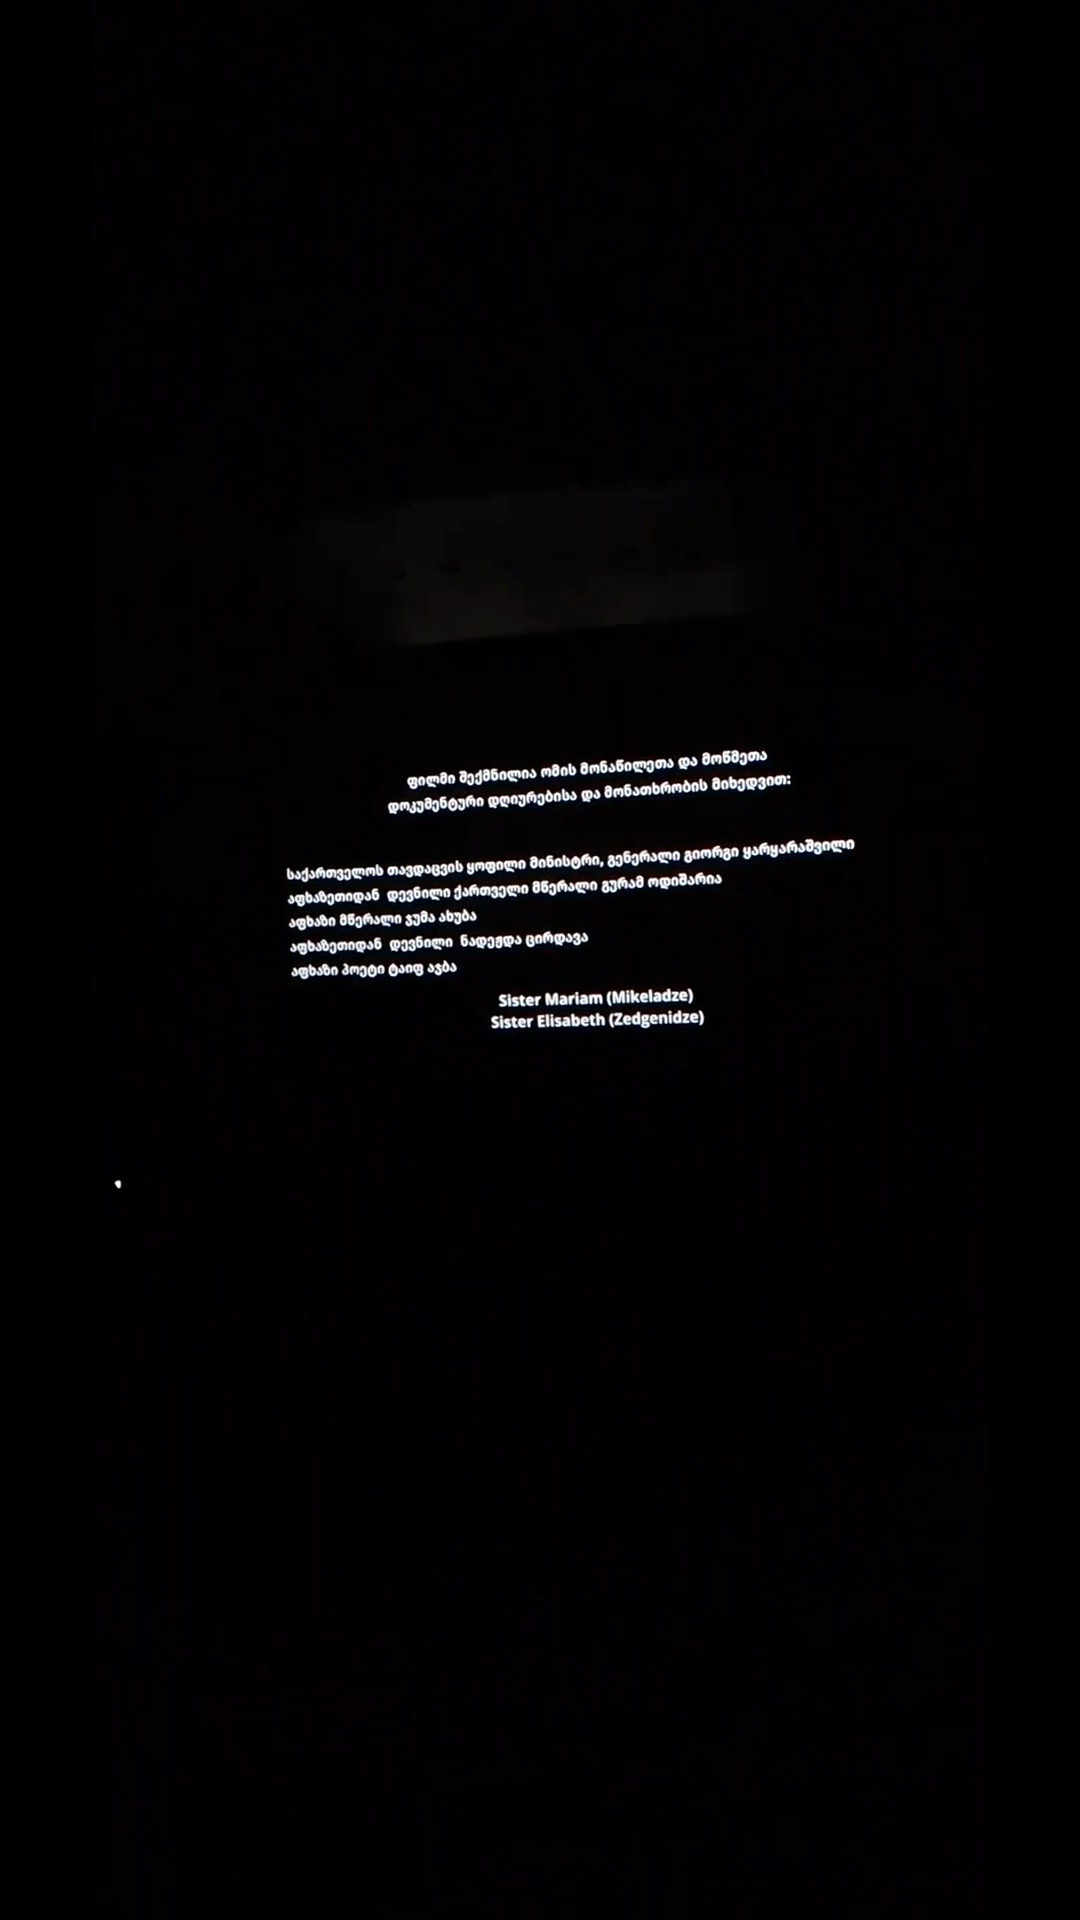 ფილმი შექმნილია ომის მონაწილეთა და მოწმეთა
დოკუმენტური დღიურებისა და მონათხრობის მიხედვით:
საქართველოს თავდაცვის ყოფილი მინისტრი, გენერალი გიორგი ყარყარაშვილი
აფხაზეთიდან დევნილი ქართველი მწერალი გურამ ოდიშარია
აფხაზი მწერალი ჯუმა ახუბა
აფხაზეთიდან დევნილი ნადეჟდა ცირდავა
აფხაზი პოეტი ტაიფ აჯბა
Sister Mariam (Mikeladze)
Sister Elisabeth (Zedgenidze)